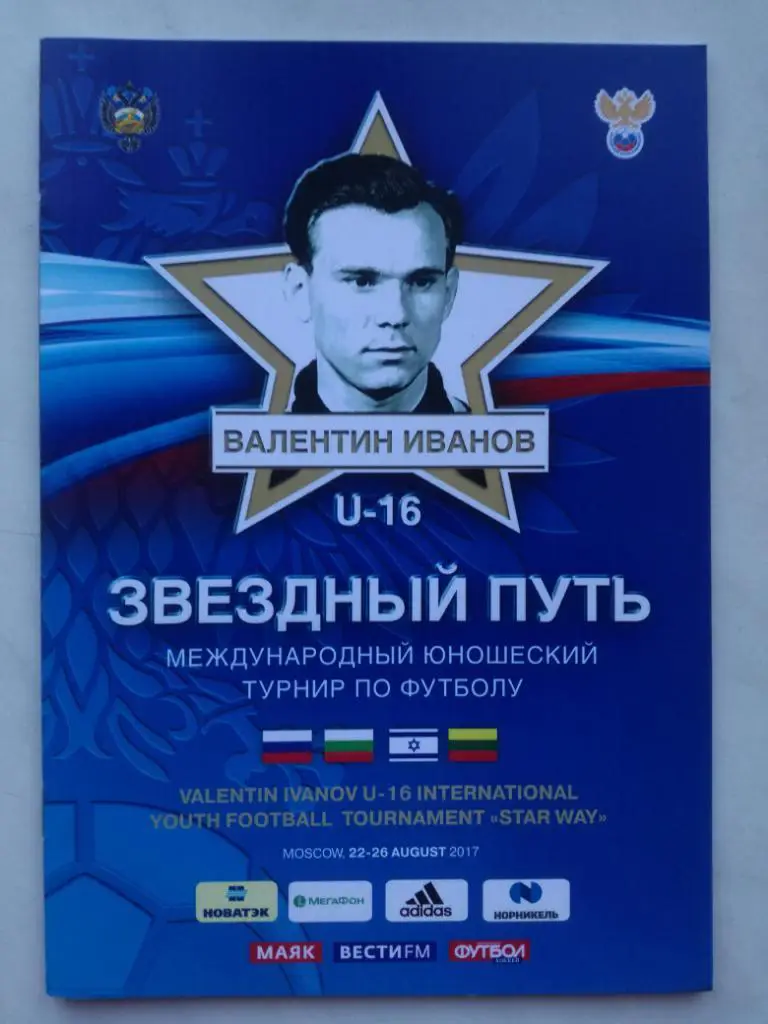 ВАЛЕНТИН ИВАНОВ
U-16
ЗВЕЗДНЫЙ ПУТЬ
МЕЖДУНАРОДНЫЙ ЮНОШЕСКИЙ
ТУРНИР ПО ФУТБОЛУ
VALENTIN IVANOV U-16 INTERNATIONAL
YOUTH FOOTBALL TOURNAMENT «STAR WAY»
MOSCOW, 22-26 AUGUST 2017
НОВАТЭК МЕГАФОН adidas НОРНИКЕЛЬ
МАЯК ВЕСТИFM ФУТБОЛ